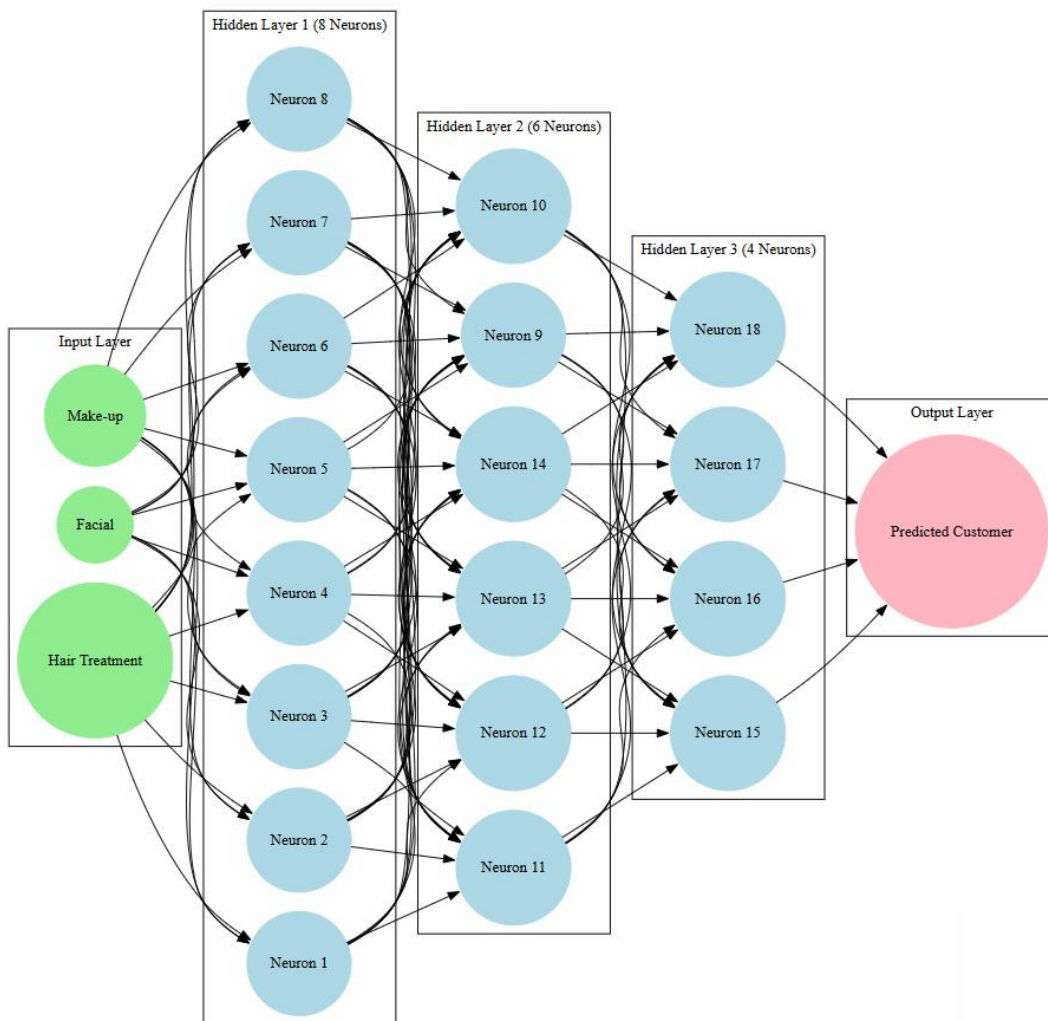 Input Layer
Make-up
Facial
Hair Treatment
Hidden Layer 1 (8 Neurons)
Neuron 8
Neuron 7
Neuron 6
Neuron 5
Neuron 4
Neuron 3
Neuron 2
Neuron 1
Hidden Layer 2 (6 Neurons)
Neuron 10
Neuron 9
Neuron 14
Neuron 13
Neuron 12
Neuron 11
Hidden Layer 3 (4 Neurons)
Neuron 18
Neuron 17
Neuron 16
Neuron 15
Output Layer
Predicted Customer